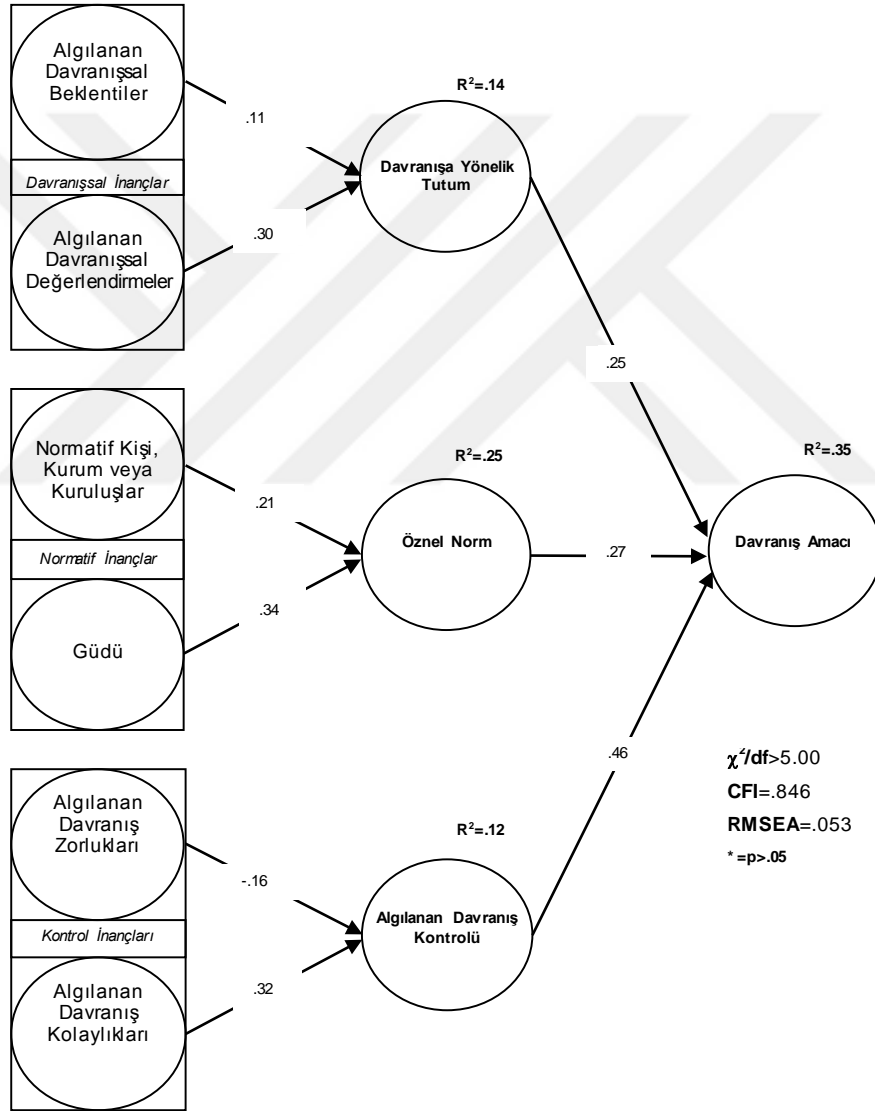 Algılanan
Davranışsal
Beklentiler
Davranışsal İnançlar
Algılanan
Davranışsal
Değerlendirmeler
.11
.30
R²=.14
Davranışa Yönelik
Tutum
.25
Normatif Kişi,
Kurum veya
Kuruluşlar
Normatif İnançlar
Güdü
.21
.34
R²=.25
Öznel Norm
.27
R²=.35
Davranış Amacı
Algılanan
Davranış
Zorlukları
Kontrol İnançları
Algılanan
Davranış
Kolaylıkları
-.16
.32
R²=.12
Algılanan Davranış
Kontrolü
.46
χ²/df>5.00
CFI=.846
RMSEA=.053
*=p>.05